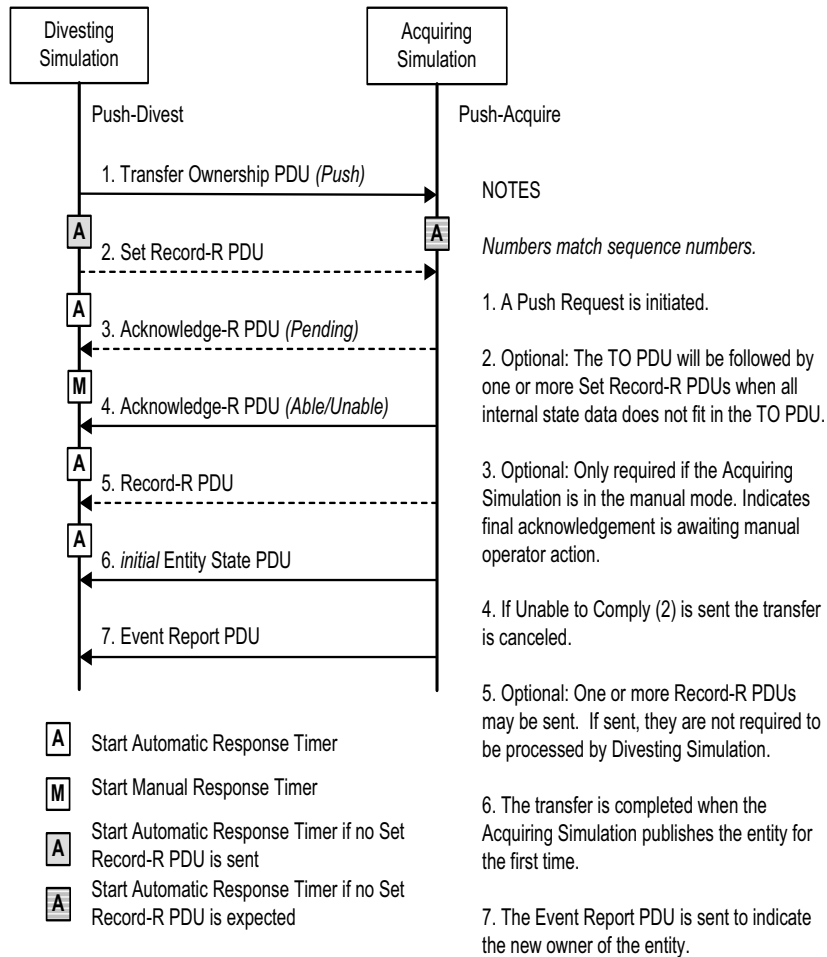 Divesting
Simulation
Acquiring
Simulation
Push-Divest
Push-Acquire
1. Transfer Ownership PDU (Push)
A
A
2. Set Record-R PDU
A
3. Acknowledge-R PDU (Pending)
M
4. Acknowledge-R PDU (Able/Unable)
A
5. Record-R PDU
A
6. initial Entity State PDU
7. Event Report PDU
A
Start Automatic Response Timer
M
Start Manual Response Timer
A
Start Automatic Response Timer if no Set
Record-R PDU is sent
A
Start Automatic Response Timer if no Set
Record-R PDU is expected
NOTES
Numbers match sequence numbers.
1. A Push Request is initiated.
2. Optional: The TO PDU will be followed by
one or more Set Record-R PDUs when all
internal state data does not fit in the TO PDU.
3. Optional: Only required if the Acquiring
Simulation is in the manual mode. Indicates
final acknowledgement is awaiting manual
operator action.
4. If Unable to Comply (2) is sent the transfer
is canceled.
5. Optional: One or more Record-R PDUs
may be sent. If sent, they are not required to
be processed by Divesting Simulation.
6. The transfer is completed when the
Acquiring Simulation publishes the entity for
the first time.
7. The Event Report PDU is sent to indicate
the new owner of the entity.